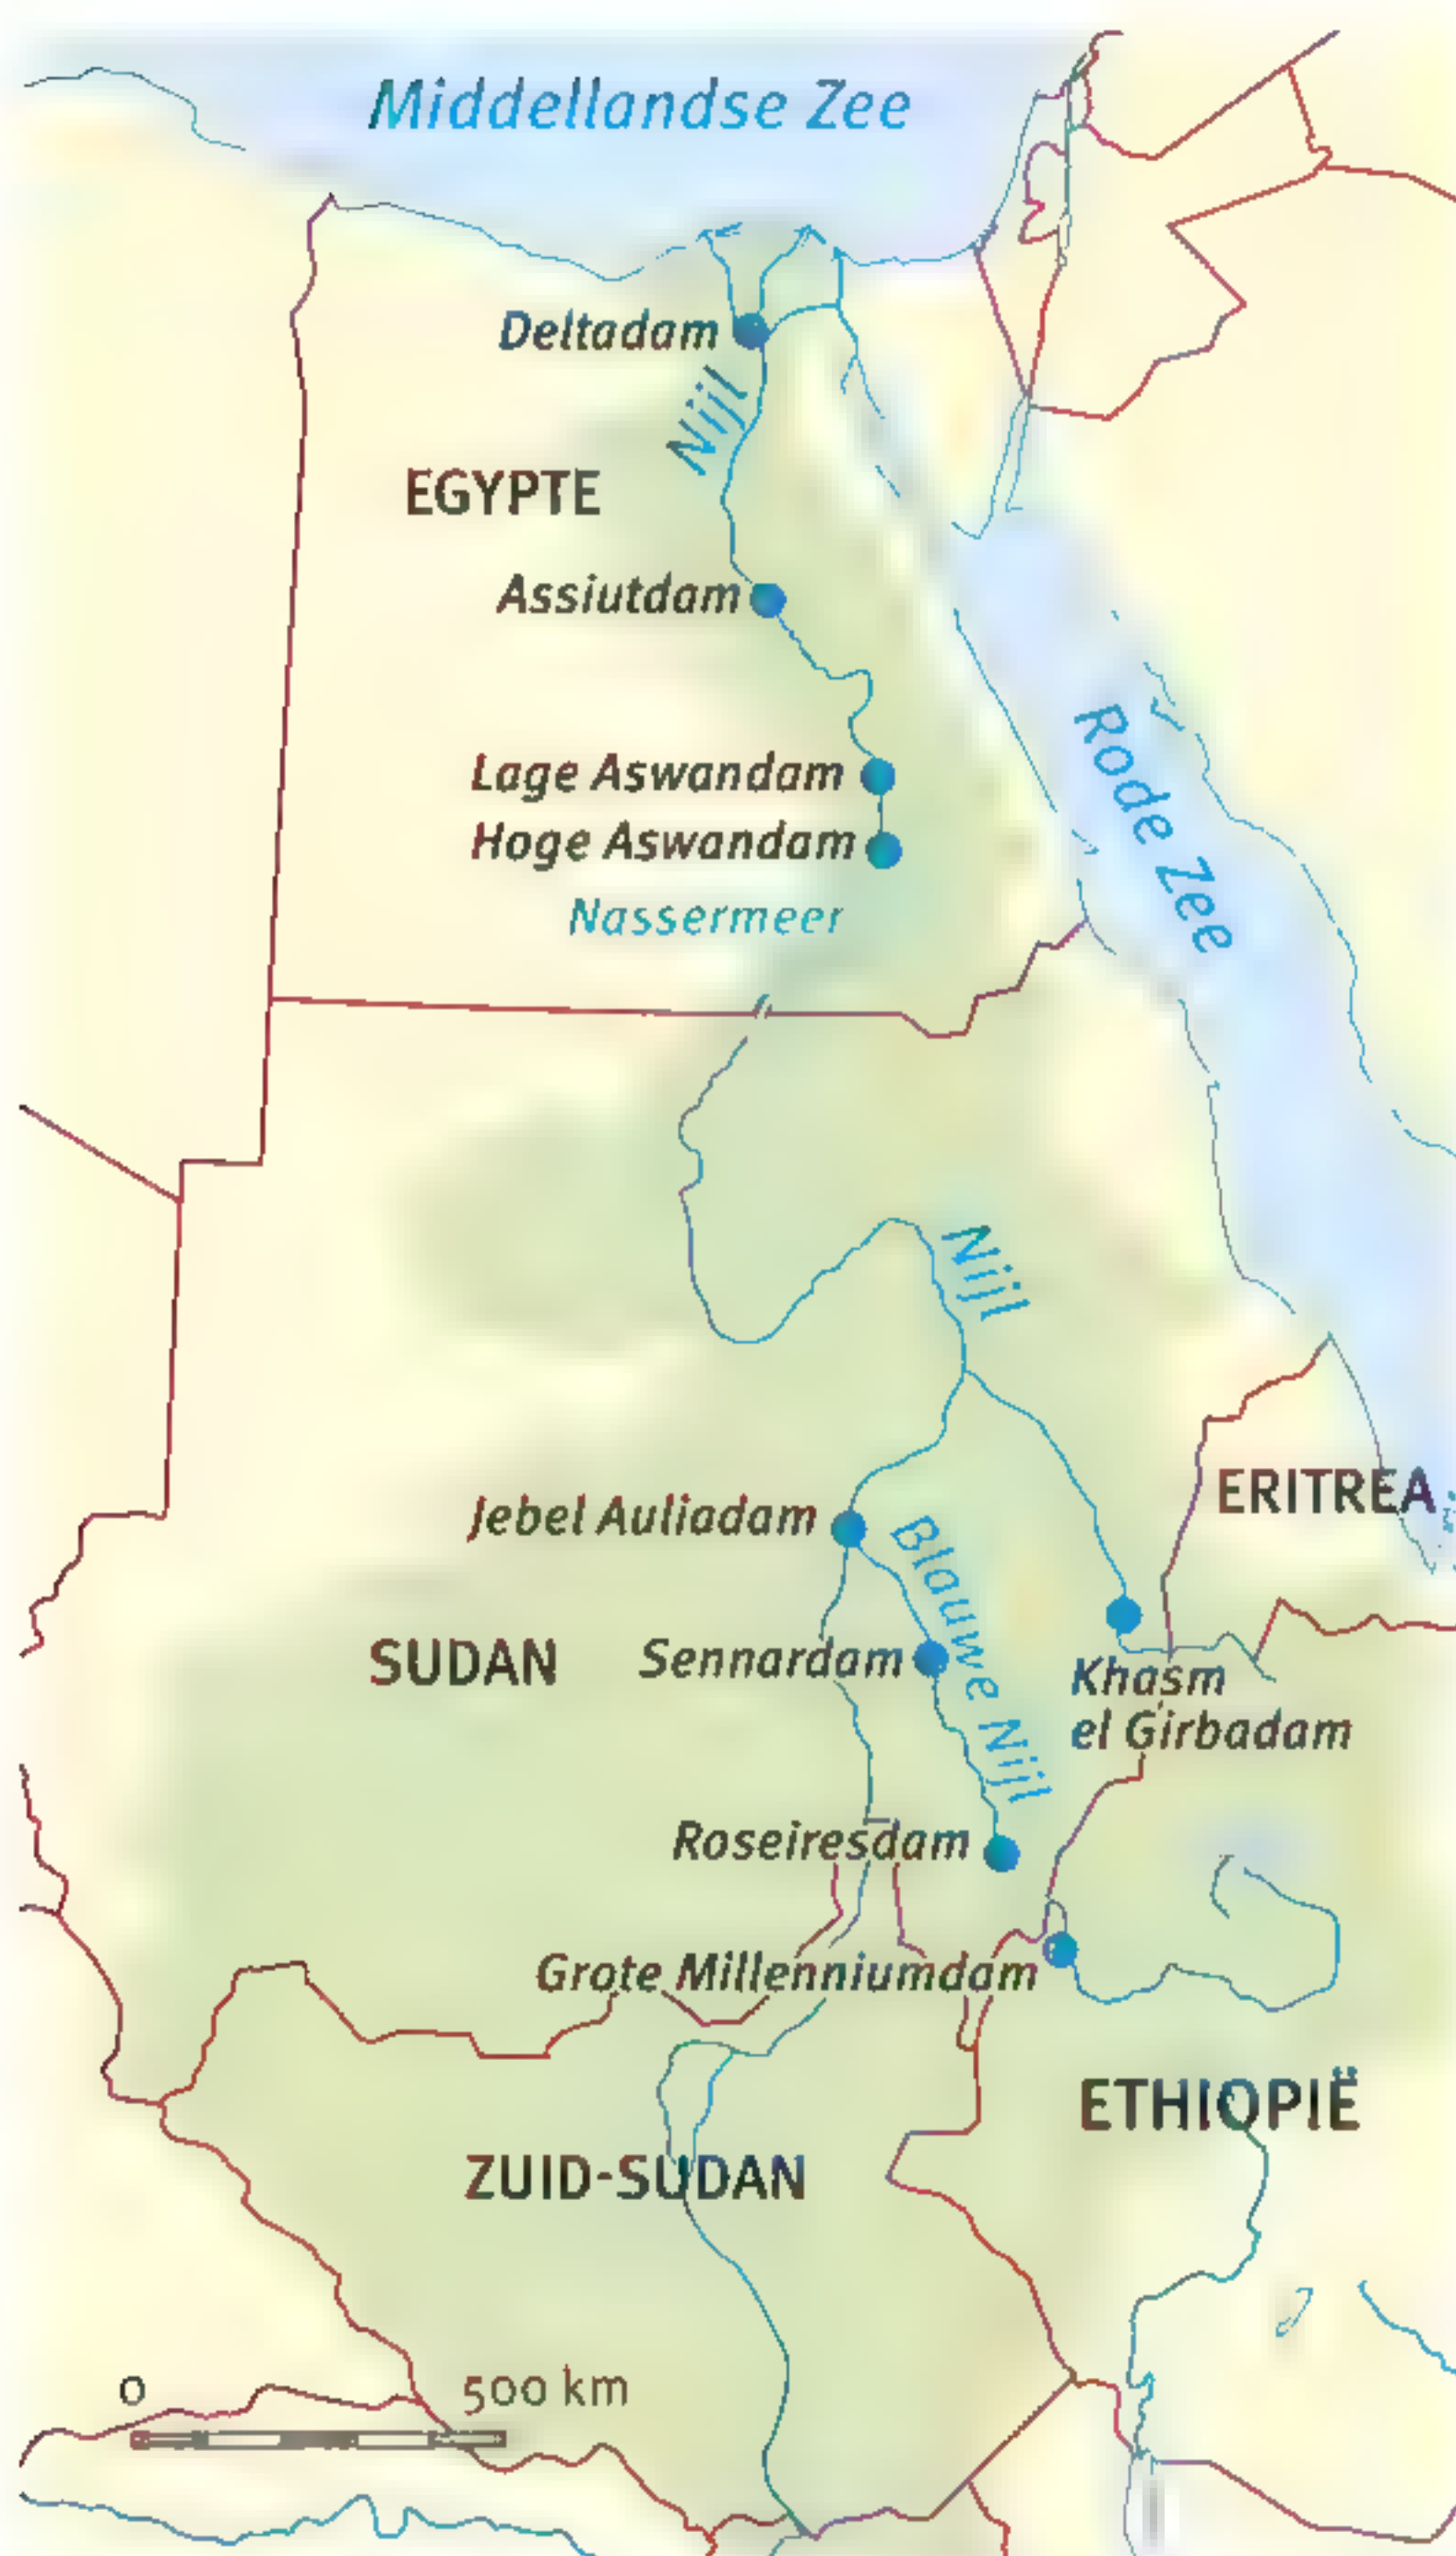 Middellandse Zee
Deltadam
Nijl
EGYPTE
Assiutdam
Rode Zee
Lage Aswandam
Hoge Aswandam
Nassermeer
Nijl
ERITREA
Jebel Auliadam
Blauwe Nijl
SUDAN
Sennardam
Khasm
el Girbadam
Roseiresdam
Grote Millenniumdam
ETHIOPIË
ZUID-SUDAN
0 500 km